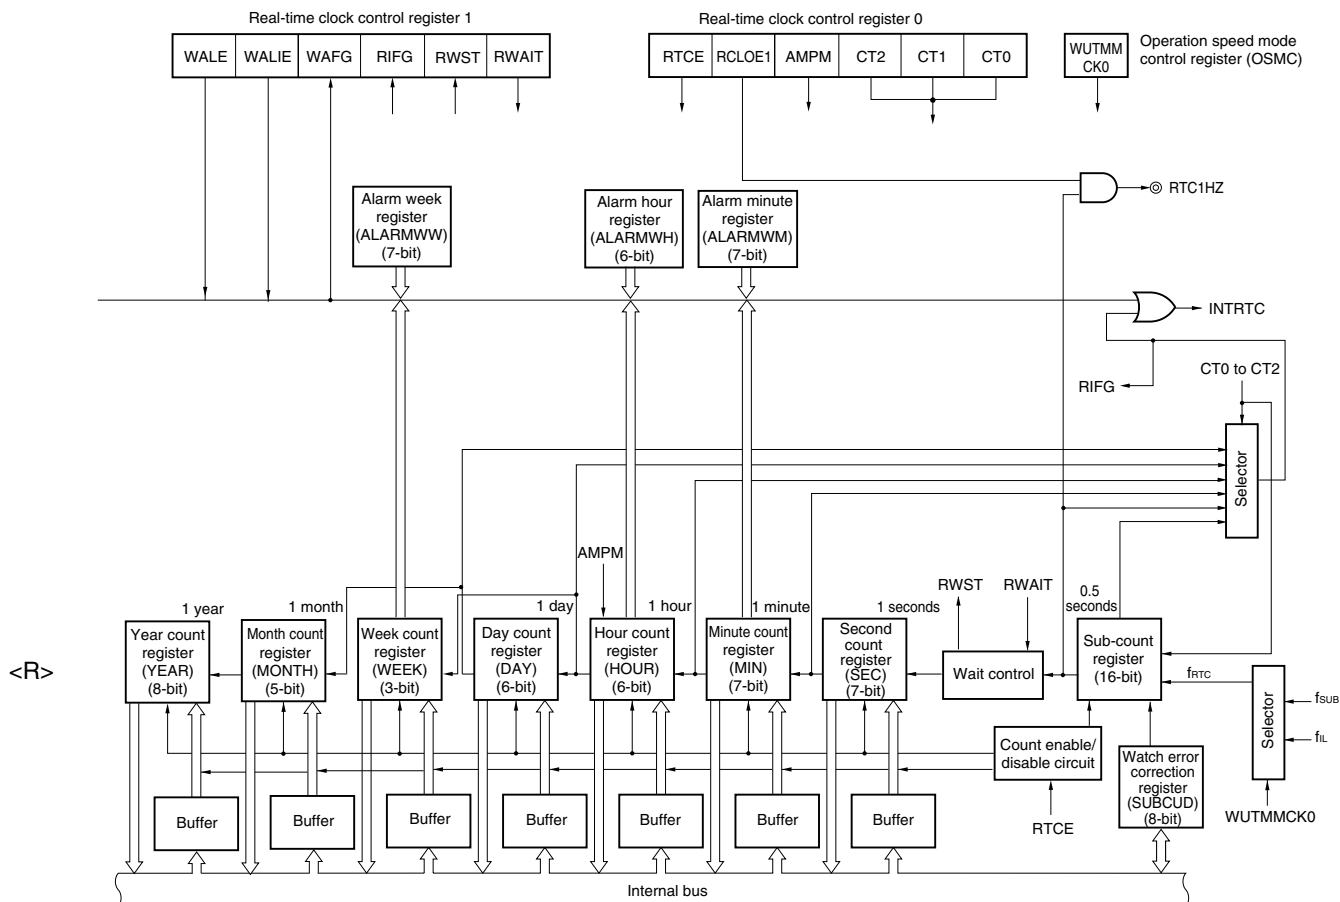 Real-time clock control register 1
Real-time clock control register 0
WALE WALIE WAFG RIFG RWST RWAIT
RTCE RCLOE1 AMPM CT2 CT1 CT0
WUTMM
CK0
Operation speed mode
control register (OSMC)
Alarm week
register
(ALARMWW)
(7-bit)
Alarm hour
register
(ALARMWH)
(6-bit)
Alarm minute
register
(ALARMWM)
(7-bit)
RTC1HZ
INTRTC
RIFG
CT0 to CT2
Selector
AMPM
RWST
RWAIT
0.5
seconds
1 year
1 month
1 day
1 hour
1 minute
1 seconds
<R>
Year count
register
(YEAR)
(8-bit)
Month count
register
(MONTH)
(5-bit)
Week count
register
(WEEK)
(3-bit)
Day count
register
(DAY)
(6-bit)
Hour count
register
(HOUR)
(6-bit)
Minute count
register
(MIN)
(7-bit)
Second
count
register
(SEC)
(7-bit)
Wait control
Sub-count
register
(16-bit)
fRTC
Selector
fSUB
fIL
Count enable/
disable circuit
Watch error
correction
register
(SUBCUD)
(8-bit)
RTCE
WUTMMCK0
Buffer
Buffer
Buffer
Buffer
Buffer
Buffer
Buffer
Internal bus